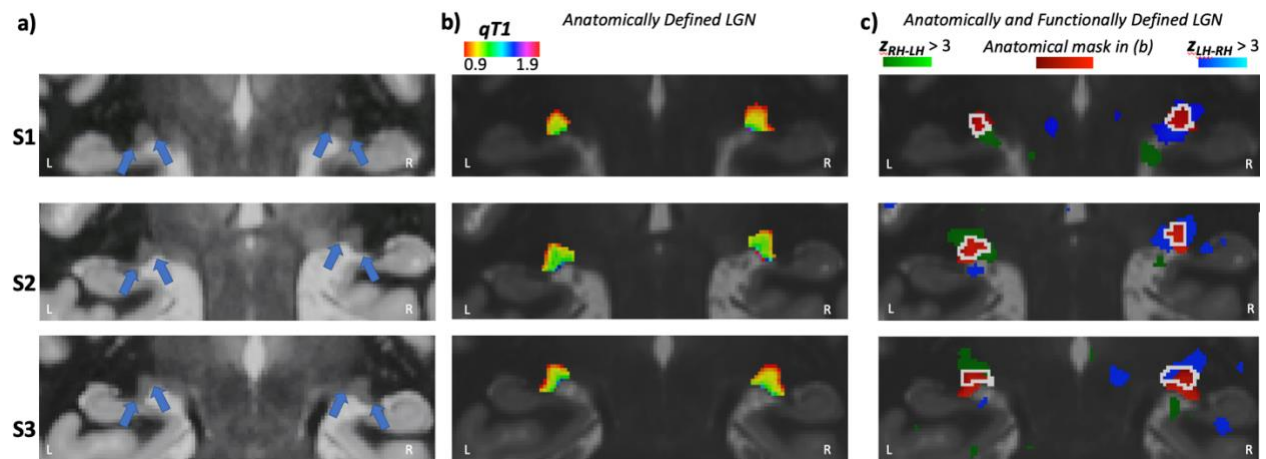 a)
b)
Anatomically Defined LGN
c)
Anatomically and Functionally Defined LGN
qT1
0.9 1.9
zRH-LH > 3
Anatomical mask in (b)
zLH-RH > 3
S1
L R
L R
L R
S2
L R
L R
L R
S3
L R
L R
L R